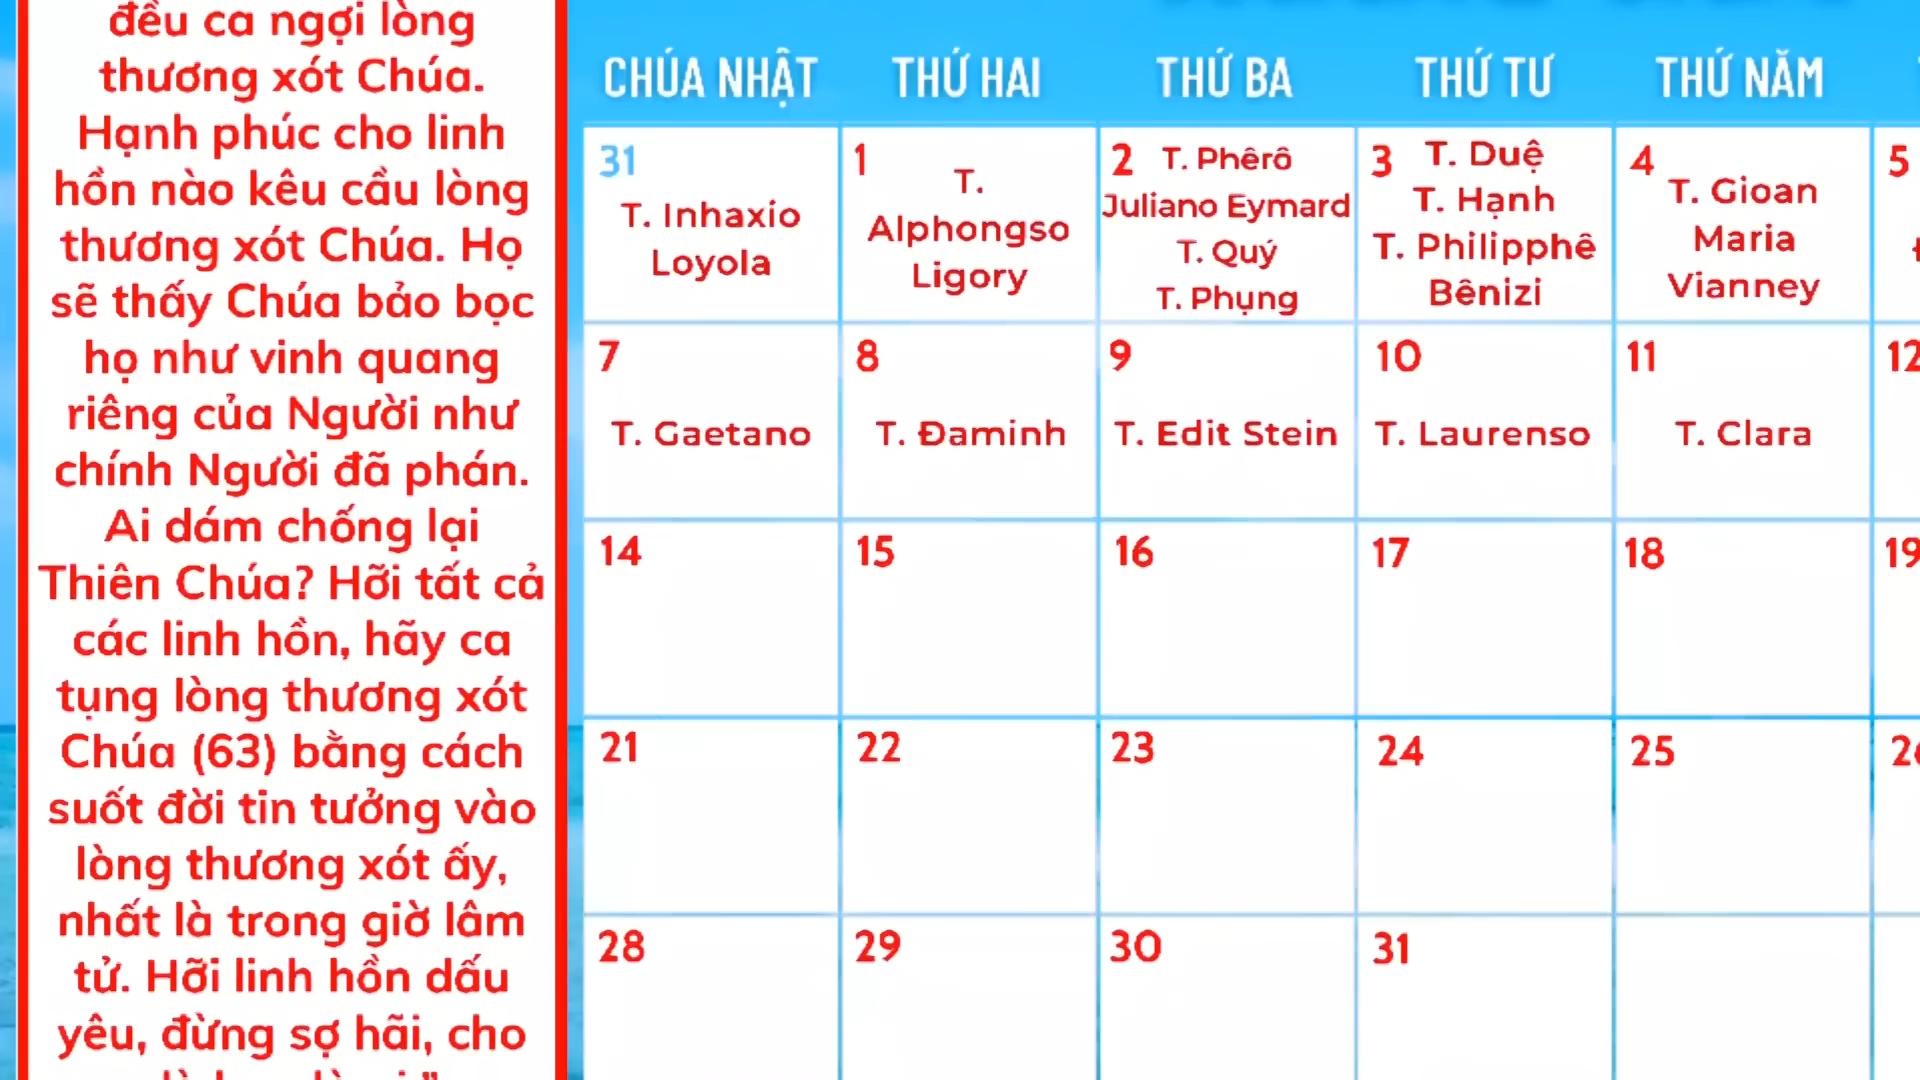 đều ca ngợi lòng
thương xót Chúa.
Hạnh phúc cho linh
hồn nào kêu cầu lòng
thương xót Chúa. Họ
sẽ thấy Chúa bảo bọc
họ như vinh quang
riêng của Người như
chính Người đã phán.
Ai dám chống lại
Thiên Chúa? Hỡi tất cả
các linh hồn, hãy ca
tụng lòng thương xót
Chúa (63) bằng cách
suốt đời tin tưởng vào
lòng thương xót ấy,
nhất là trong giờ lâm
tử. Hỡi linh hồn dấu
yêu, đừng sợ hãi, cho
CHÚA NHẬT THỨ HAI THỨ BA THỨ TƯ THỨ NĂM
31
T. Inhaxio
Loyola
1
T.
Alphongso
Ligory
2 T. Phêrô
Juliano Eymard
T. Quý
T. Phụng
3 T. Duệ
T. Hạnh
T. Philipphê
Bênizi
4
T. Gioan
Maria
Vianney
5
7
T. Gaetano
8
T. Đaminh
9
T. Edit Stein
10
T. Laurenso
11
T. Clara
12
14 15 16 17 18 19
21 22 23 24 25
28 29 30 31